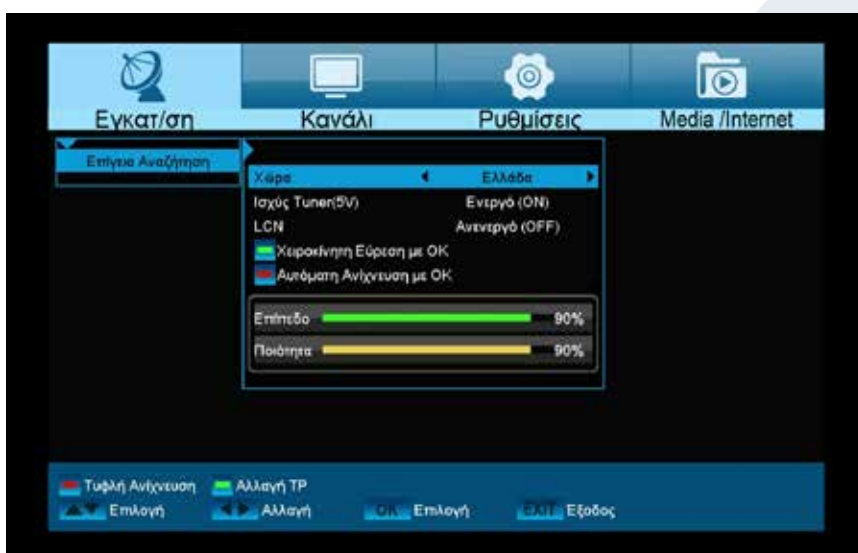 Εγκατ/ση Κανάλι Ρυθμίσεις Media /Internet
Επίγεια Αναζήτηση
Χώρα Ελλάδα
Ισχύς Tuner(5V) Ενεργό (ON)
LCN Ανενεργό (OFF)
Χειροκίνητη Εύρεση με OK
Αυτόματη Ανίχνευση με OK
Επίπεδο 90%
Ποιότητα 90%
Τυφλή Ανίχνευση Αλλαγή TP
Επιλογή Αλλαγή OK Επιλογή EXIT Εξοδος